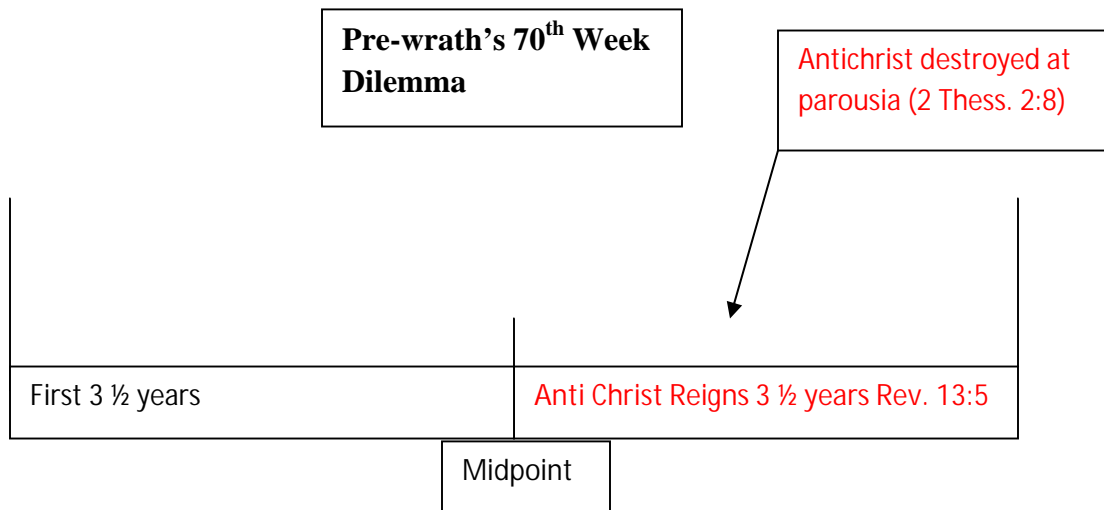 Pre-wrath's 70th Week
Dilemma
Antichrist destroyed at
parousia (2 Thess. 2:8)
First 3 ½ years
Anti Christ Reigns 3 ½ years Rev. 13:5
Midpoint